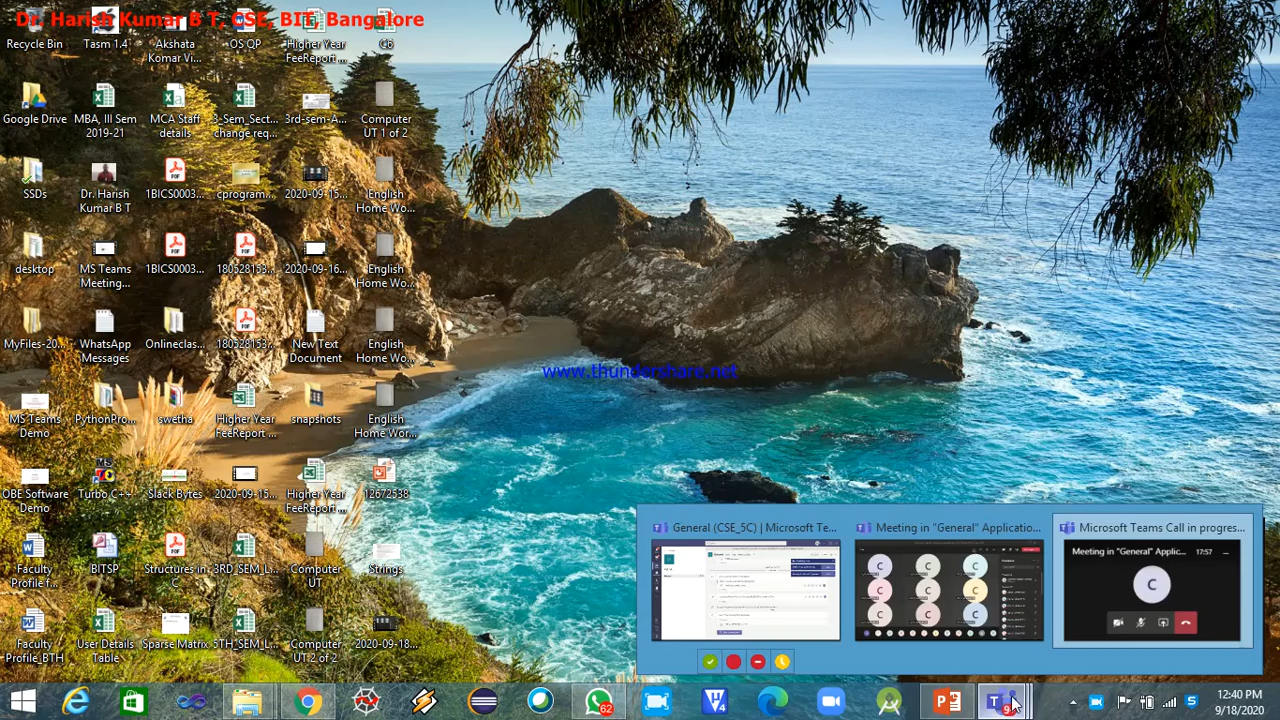 Dr. Harish Kumar B T, CSE, BIT, Bangalore
Recycle Bin
Tasm 1.4
Akshata
Komar Vi...
OS QP
Higher Year
FeeReport ...
C6
Google Drive
MBA, III Sem
2019-21
MCA Staff
details
3-Sem_Sect...
change req...
3rd-sem-A...
Computer
UT 1 of 2
SSDs
Dr. Harish
Kumar B T
1BICS0003...
cprogram...
2020-09-15...
English
Home Wo...
desktop
MS Teams
Meeting...
1BICS0003...
180528153...
2020-09-16...
English
Home Wo...
MyFiles-20...
WhatsApp
Messages
Onlineclas...
180528153...
New Text
Document
English
Home Wo...
www.thundershare.net
MS Teams
Demo
PythonPro...
swetha
Higher Year
FeeReport ...
snapshots
English
Home Wor...
OBE Software
Demo
Turbo C++
Slack Bytes
2020-09-15...
Higher Year
FeeReport ...
12672538
General (CSE_5C) | Microsoft Te...
Meeting in "General" Applicatio...
Microsoft Teams Call in progres...
Meeting in "General"
17:57
Faculty
Profile f...
BITSP
Structures in
C
3RD_SEM_L...
Computer
UT
Strings
Faculty
Profile_BTH
User Details
Table
Sparse Matrix
5TH_SEM_L...
Computer
UT 2 of 2
2020-09-18...
62
12:40 PM
9/18/2020